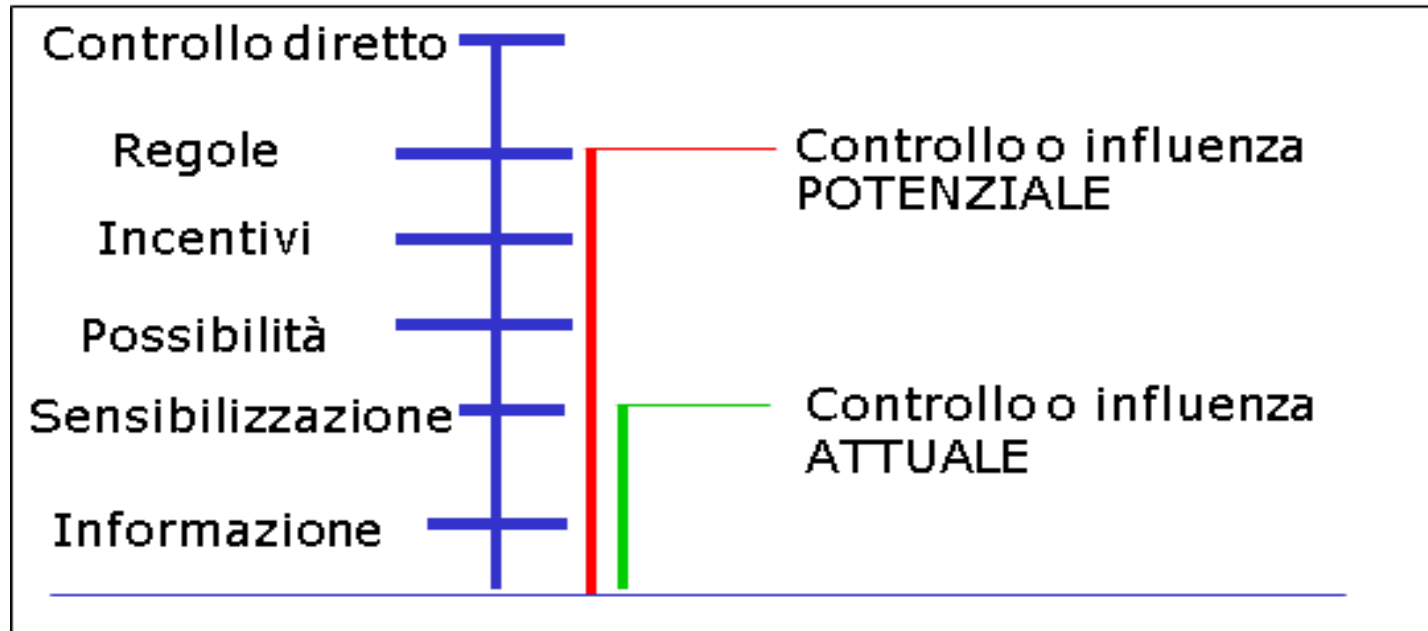 Controllo diretto
Regole
Controllo o influenza
POTENZIALE
Incentivi
Possibilità
Sensibilizzazione
Controllo o influenza
ATTUALE
Informazione